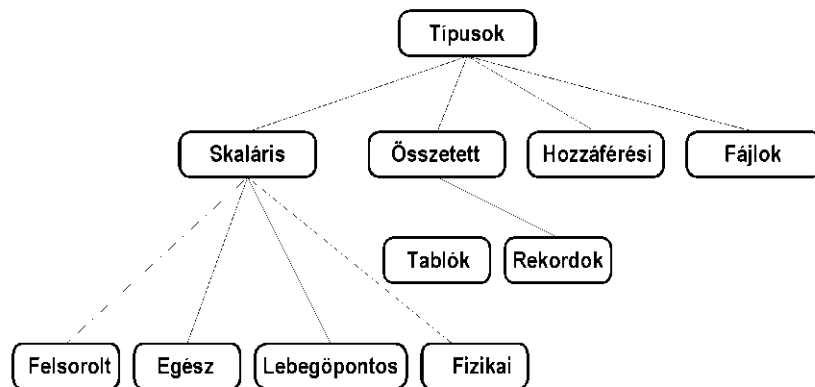 Típusok
Skaláris
Összetett
Hozzáférési
Fájlok
Tablók
Rekordok
Felsorolt
Egész
Lebegöpontos
Fizikai